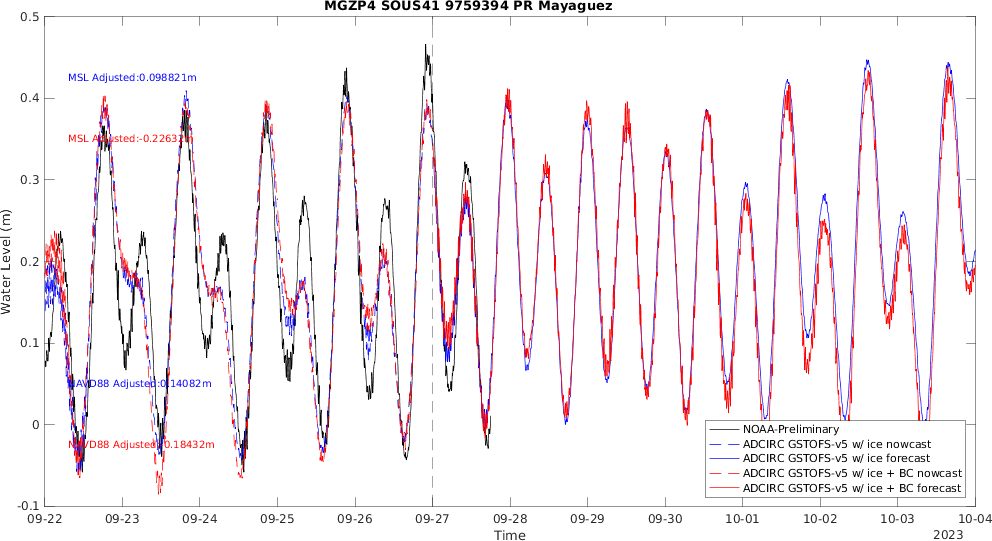 MGZP4 SOUS41 9759394 PR Mayaguez
0.5
0.4
0.3
0.2
0.1
0
-0.1
Water Level (m)
MSL Adjusted:0.098821m
MSL Adjusted:-0.22631m
NAVD88 Adjusted:0.14082m
NAVD88 Adjusted:-0.18432m
NOAA-Preliminary
ADCIRC GSTOFS-v5 w/ ice nowcast
ADCIRC GSTOFS-v5 w/ ice forecast
ADCIRC GSTOFS-v5 w/ ice + BC nowcast
ADCIRC GSTOFS-v5 w/ ice + BC forecast
09-22 09-23 09-24 09-25 09-26 09-27 09-28 09-29 09-30 10-01 10-02 10-03 10-04
Time
2023